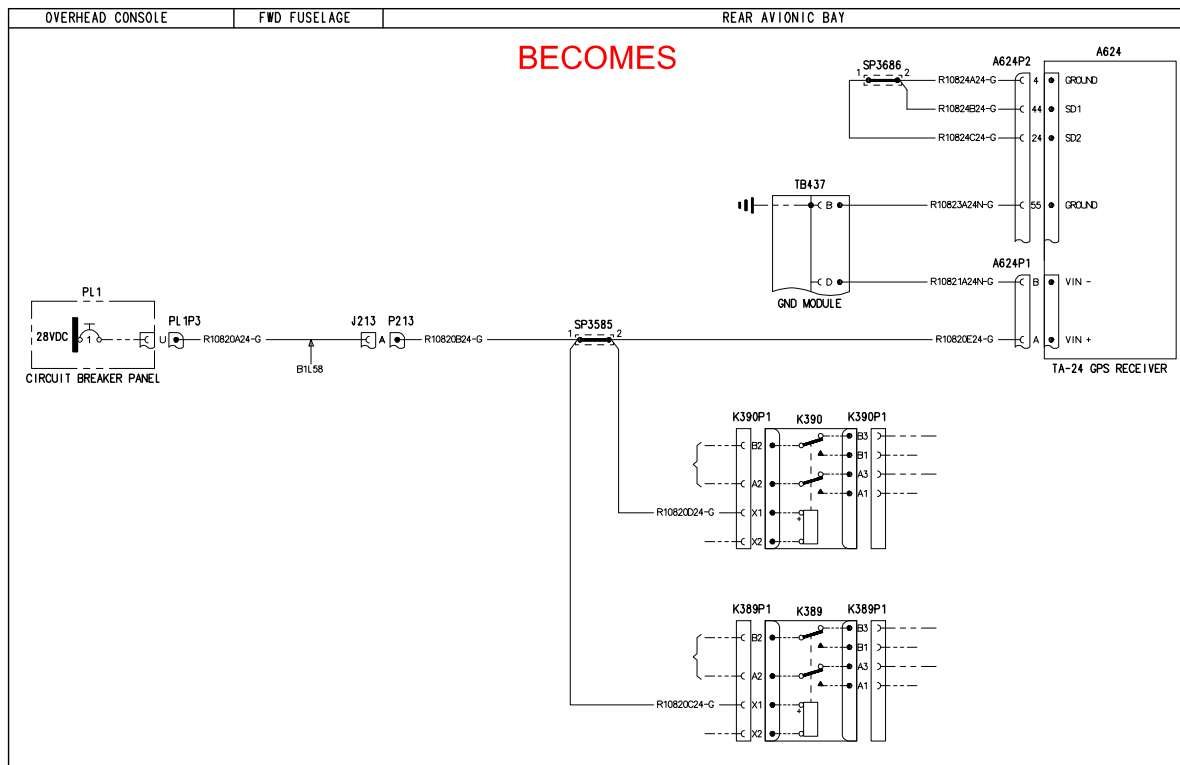 OVERHEAD CONSOLE FWD FUSELAGE REAR AVIONIC BAY
BECOMES
A624
SP3686 A624P2
1 2 R10824A24-G 4 GROUND
R10824B24-G 44 SD1
R10824C24-G 24 SD2
TB437
B R10823A24N-G 55 GROUND
A624P1
D R10821A24N-G B VIN -
GND MODULE
PL1
PL1P3 J213 P213 SP3585
28VDC 1 U R10820A24-G A R10820B24-G 1 2 R10820E24-G A VIN +
B1L58
CIRCUIT BREAKER PANEL TA-24 GPS RECEIVER
K390P1 K390 K390P1
B3
B2
B1
A3
A2
A1
R10820D24-G X1
+
X2
K389P1 K389 K389P1
B3
B2
B1
A3
A2
A1
R10820C24-G X1
+
X2